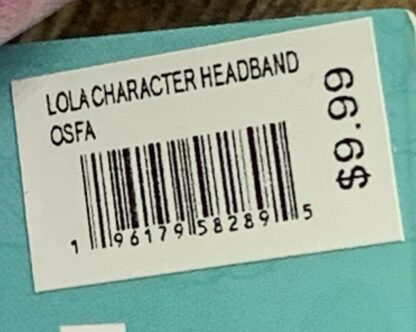 LOLA CHARACTER HEADBAND
OSFA
$9.99
1 96179 58289 5